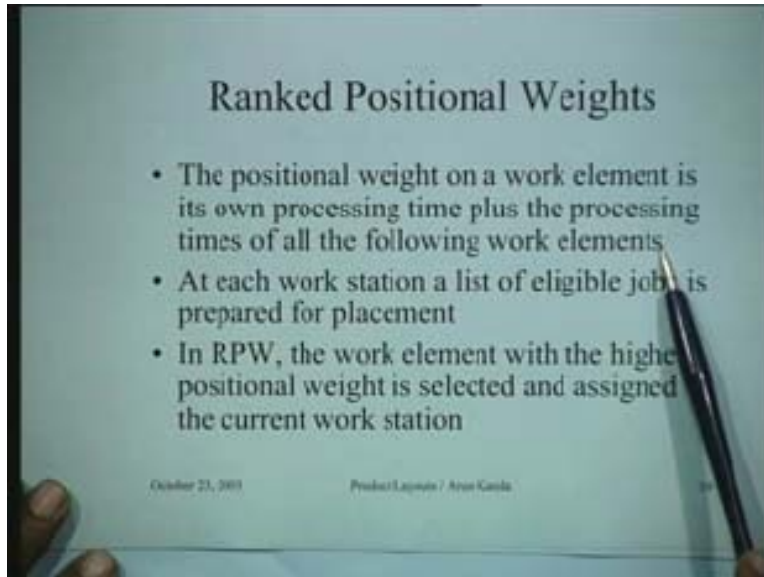 Ranked Positional Weights
• The positional weight on a work element is
its own processing time plus the processing
times of all the following work elements
• At each work station a list of eligible job is
prepared for placement
• In RPW, the work element with the highe
positional weight is selected and assigned
the current work station
October 23, 2003 Product Layouts / Arun Kanda